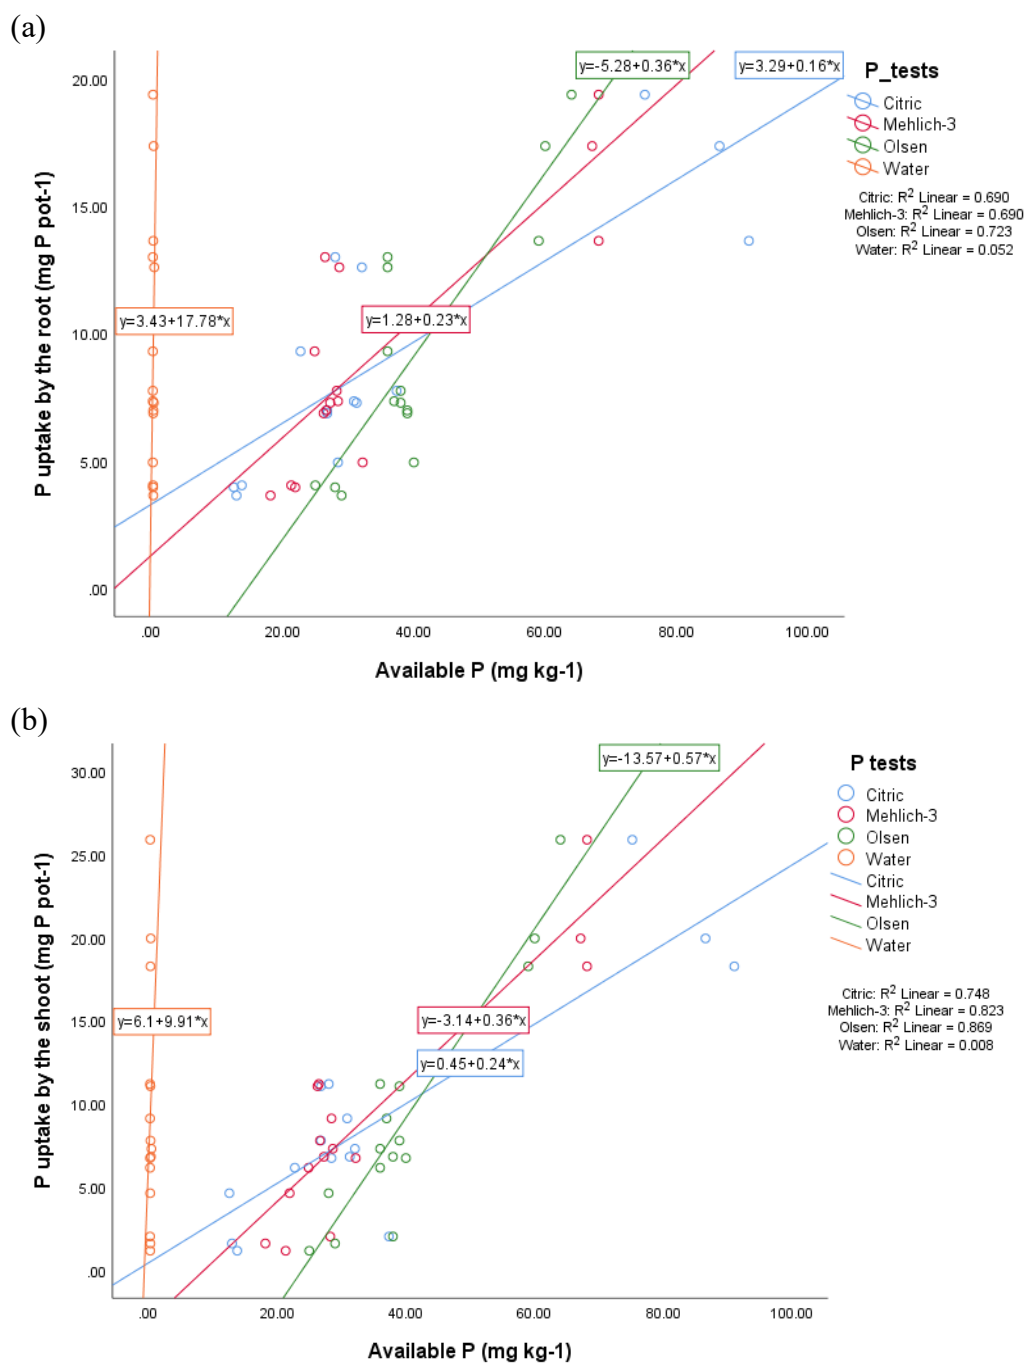 (a)
y=-5.28+0.36*x
y=3.29+0.16*x
P_tests
Citric
Mehlich-3
Olsen
Water
Citric: R² Linear = 0.690
Mehlich-3: R² Linear = 0.690
Olsen: R² Linear = 0.723
Water: R² Linear = 0.052
y=3.43+17.78*x
y=1.28+0.23*x
P uptake by the root (mg P pot-1)
20.00
15.00
10.00
5.00
.00
.00 20.00 40.00 60.00 80.00 100.00
Available P (mg kg-1)
(b)
y=-13.57+0.57*x
P tests
Citric
Mehlich-3
Olsen
Water
Citric
Mehlich-3
Olsen
Water
Citric: R² Linear = 0.748
Mehlich-3: R² Linear = 0.823
Olsen: R² Linear = 0.869
Water: R² Linear = 0.008
y=6.1+9.91*x
y=-3.14+0.36*x
y=0.45+0.24*x
P uptake by the shoot (mg P pot-1)
30.00
25.00
20.00
15.00
10.00
5.00
.00
.00 20.00 40.00 60.00 80.00 100.00
Available P (mg kg-1)